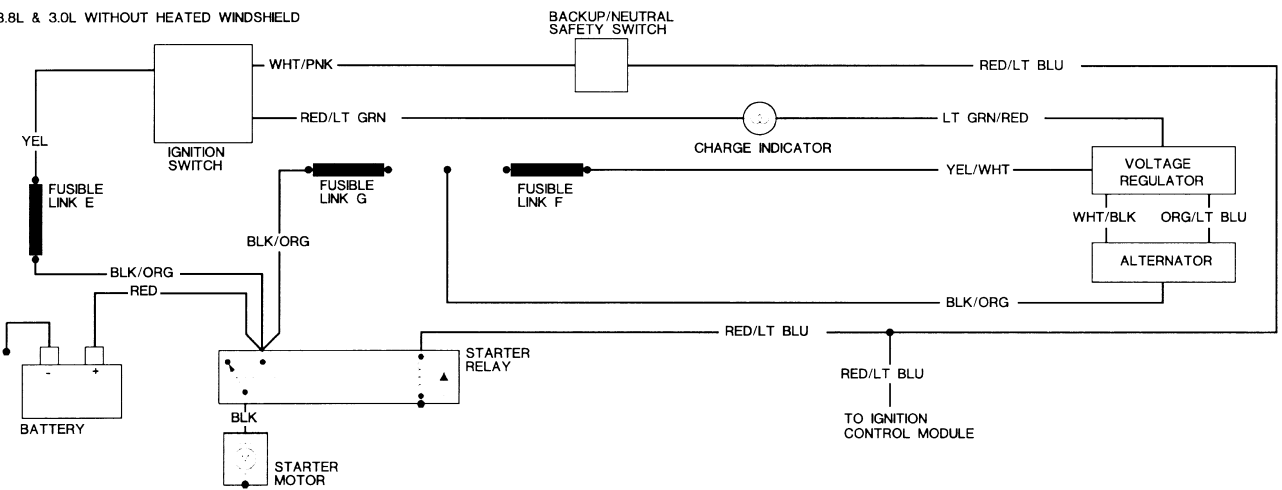 3.8L & 3.0L WITHOUT HEATED WINDSHIELD
BACKUP/NEUTRAL
SAFETY SWITCH
WHT/PNK
RED/LT BLU
RED/LT GRN
LT GRN/RED
YEL
IGNITION
SWITCH
CHARGE INDICATOR
FUSIBLE
LINK E
FUSIBLE
LINK G
FUSIBLE
LINK F
YEL/WHT
VOLTAGE
REGULATOR
WHT/BLK
ORG/LT BLU
BLK/ORG
ALTERNATOR
BLK/ORG
RED
BLK/ORG
RED/LT BLU
STARTER
RELAY
- +
RED/LT BLU
BLK
BATTERY
TO IGNITION
CONTROL MODULE
STARTER
MOTOR